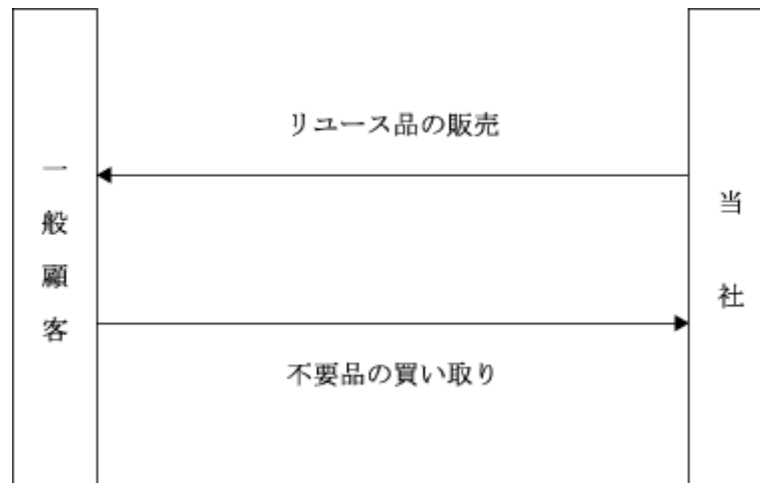 リユース品の販売
一般顧客
当社
不要品の買い取り